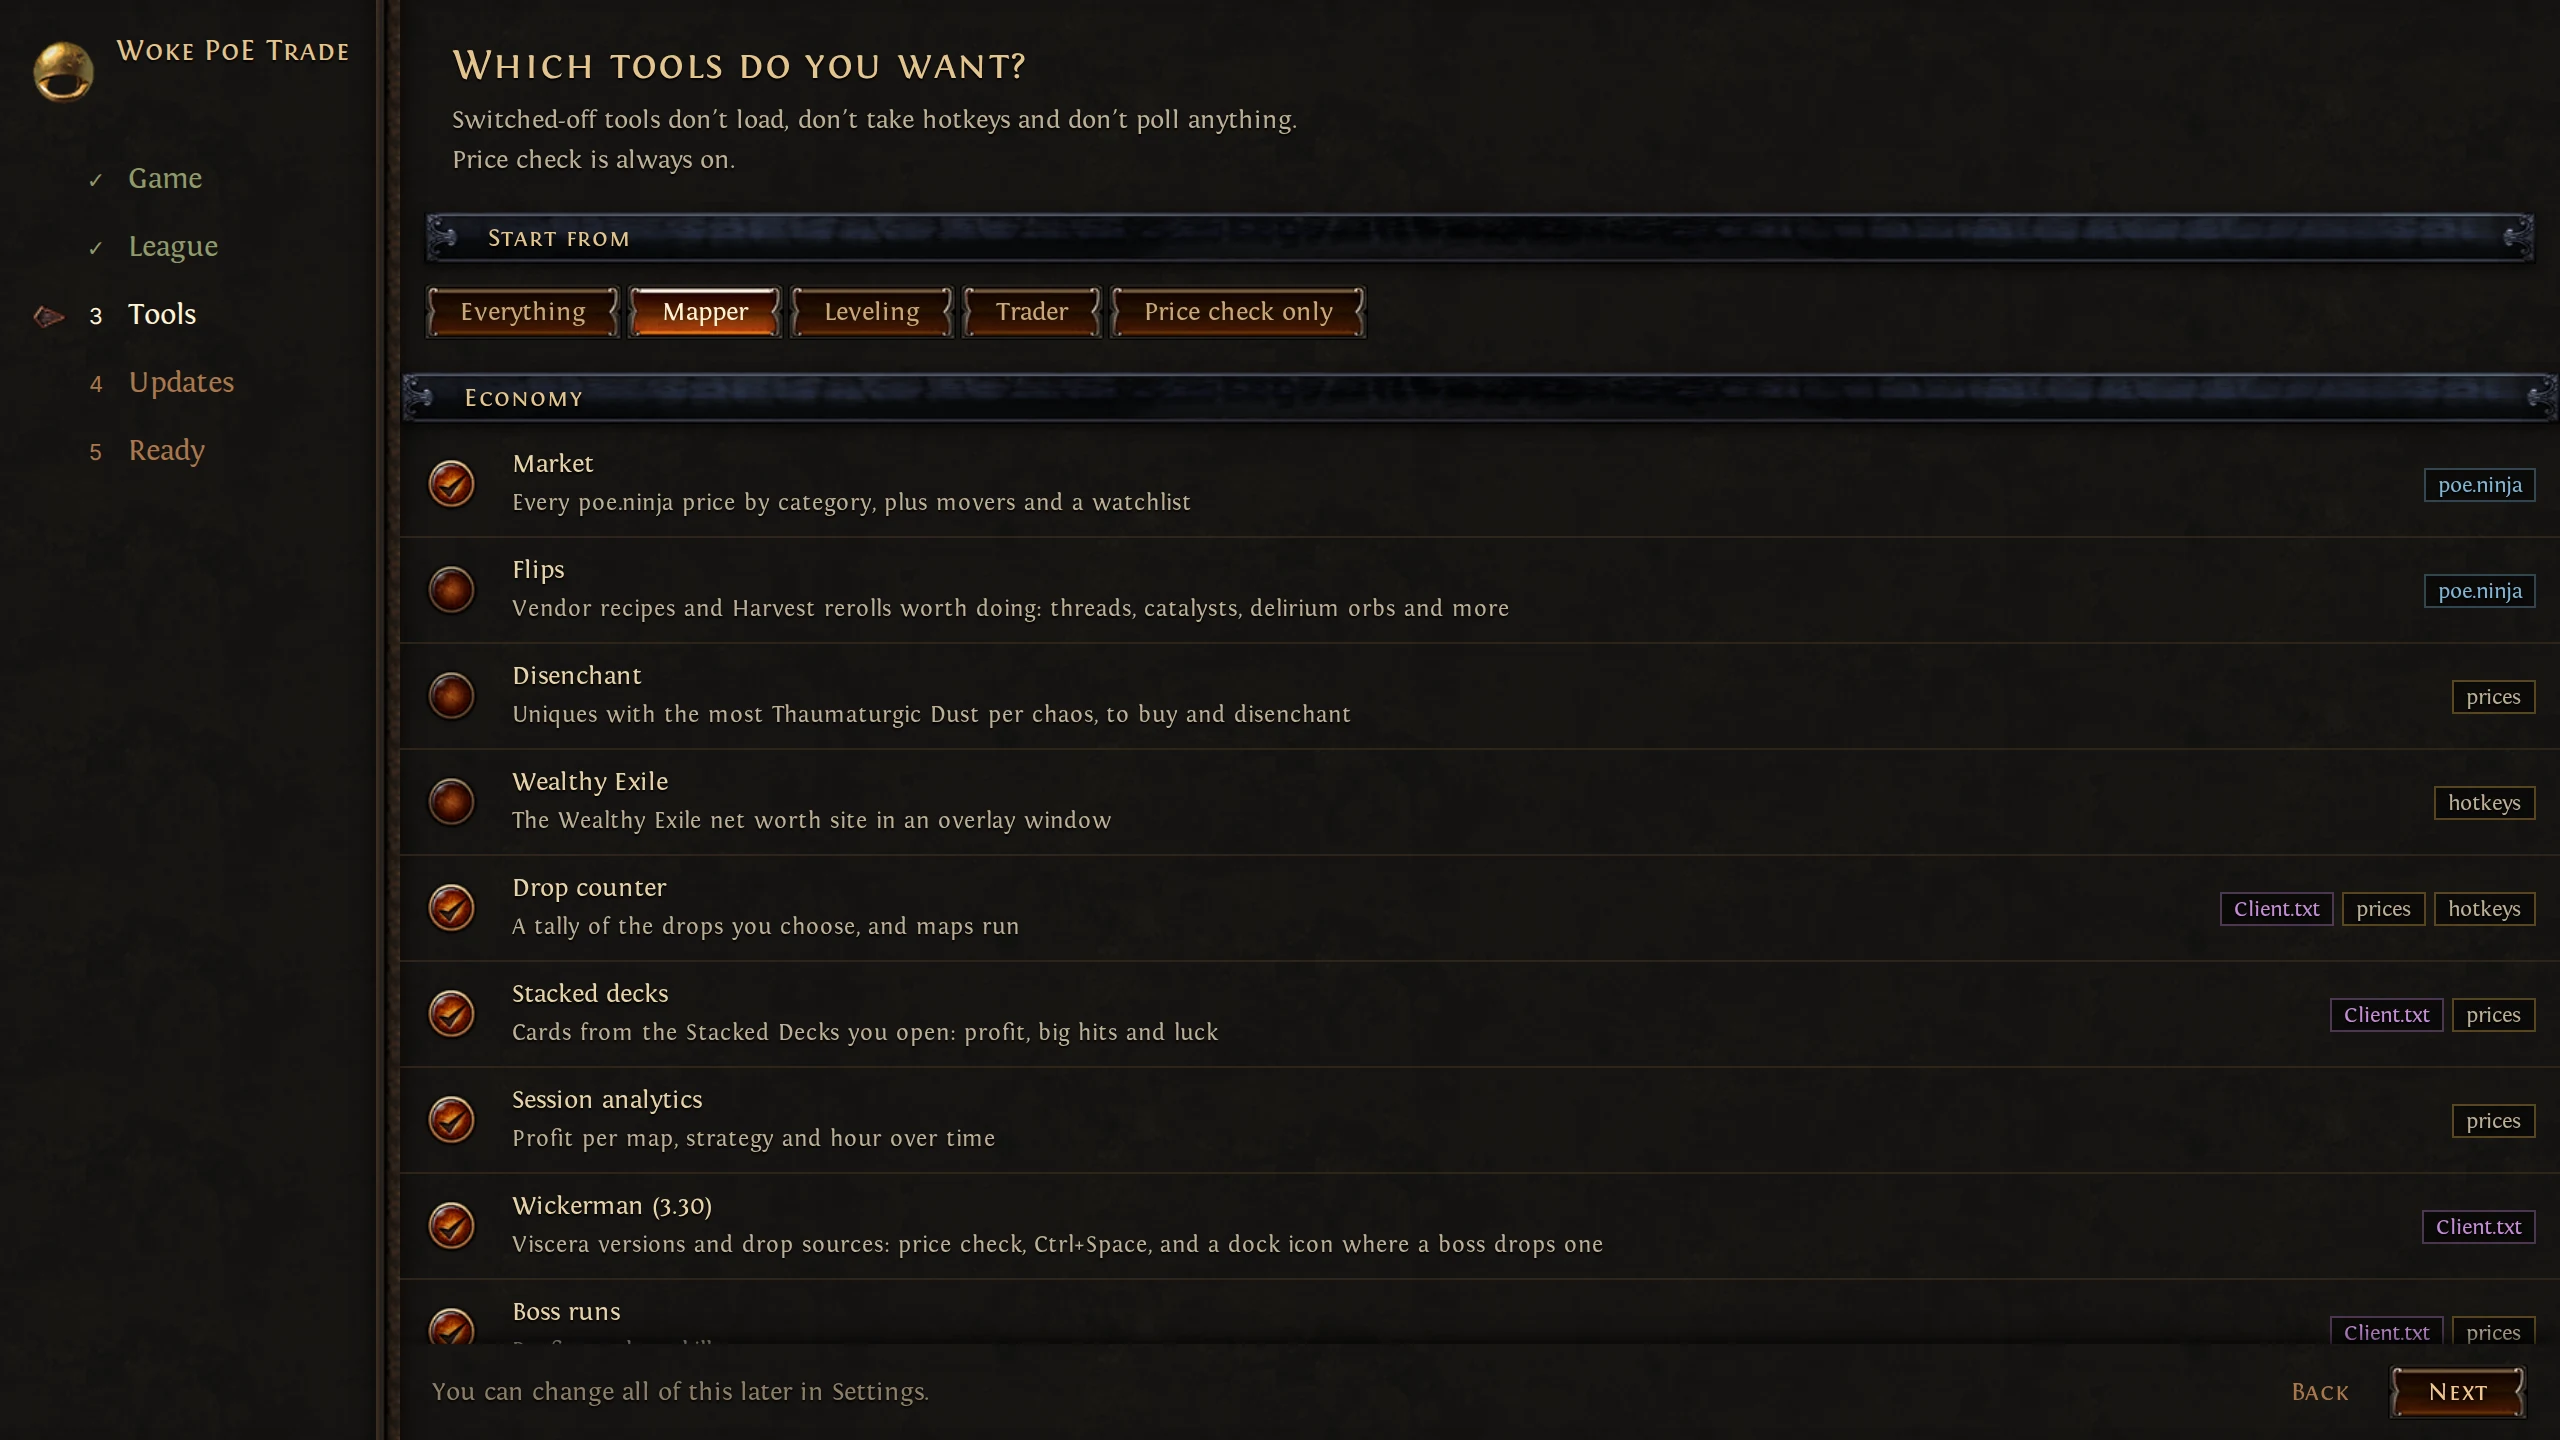 Woke PoE Trade
✓ Game
✓ League
3 Tools
4 Updates
5 Ready
Which tools do you want?
Switched-off tools don't load, don't take hotkeys and don't poll anything.
Price check is always on.
Start from
Everything Mapper Leveling Trader Price check only
Economy
Market
Every poe.ninja price by category, plus movers and a watchlist
poe.ninja
Flips
Vendor recipes and Harvest rerolls worth doing: threads, catalysts, delirium orbs and more
poe.ninja
Disenchant
Uniques with the most Thaumaturgic Dust per chaos, to buy and disenchant
prices
Wealthy Exile
The Wealthy Exile net worth site in an overlay window
hotkeys
Drop counter
A tally of the drops you choose, and maps run
Client.txt prices hotkeys
Stacked decks
Cards from the Stacked Decks you open: profit, big hits and luck
Client.txt prices
Session analytics
Profit per map, strategy and hour over time
prices
Wickerman (3.30)
Viscera versions and drop sources: price check, Ctrl+Space, and a dock icon where a boss drops one
Client.txt
Boss runs
Client.txt prices
You can change all of this later in Settings.
Back Next